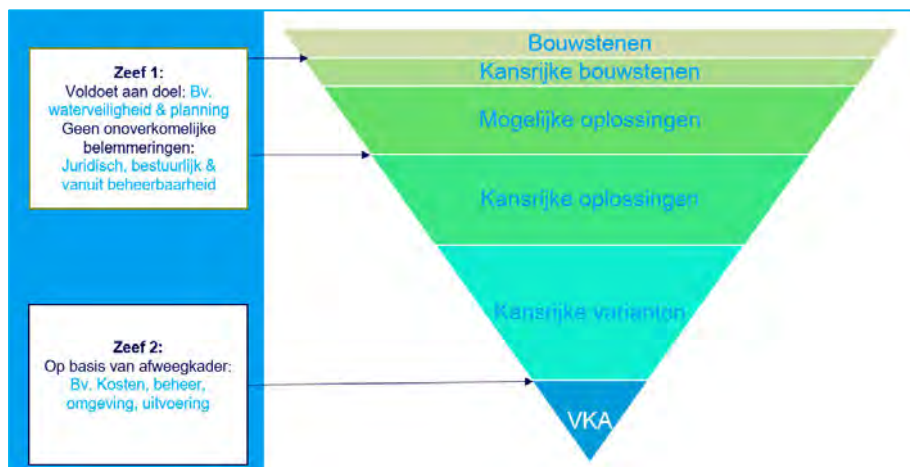 Zeef 1:
Voldoet aan doel: Bv.
waterveiligheid & planning
Geen onoverkomelijke
belemmeringen:
Juridisch, bestuurlijk &
vanuit beheerbaarheid
Zeef 2:
Op basis van afweegkader:
Bv. Kosten, beheer,
omgeving, uitvoering
Bouwstenen
Kansrijke bouwstenen
Mogelijke oplossingen
Kansrijke oplossingen
Kansrijke varianton
VKA